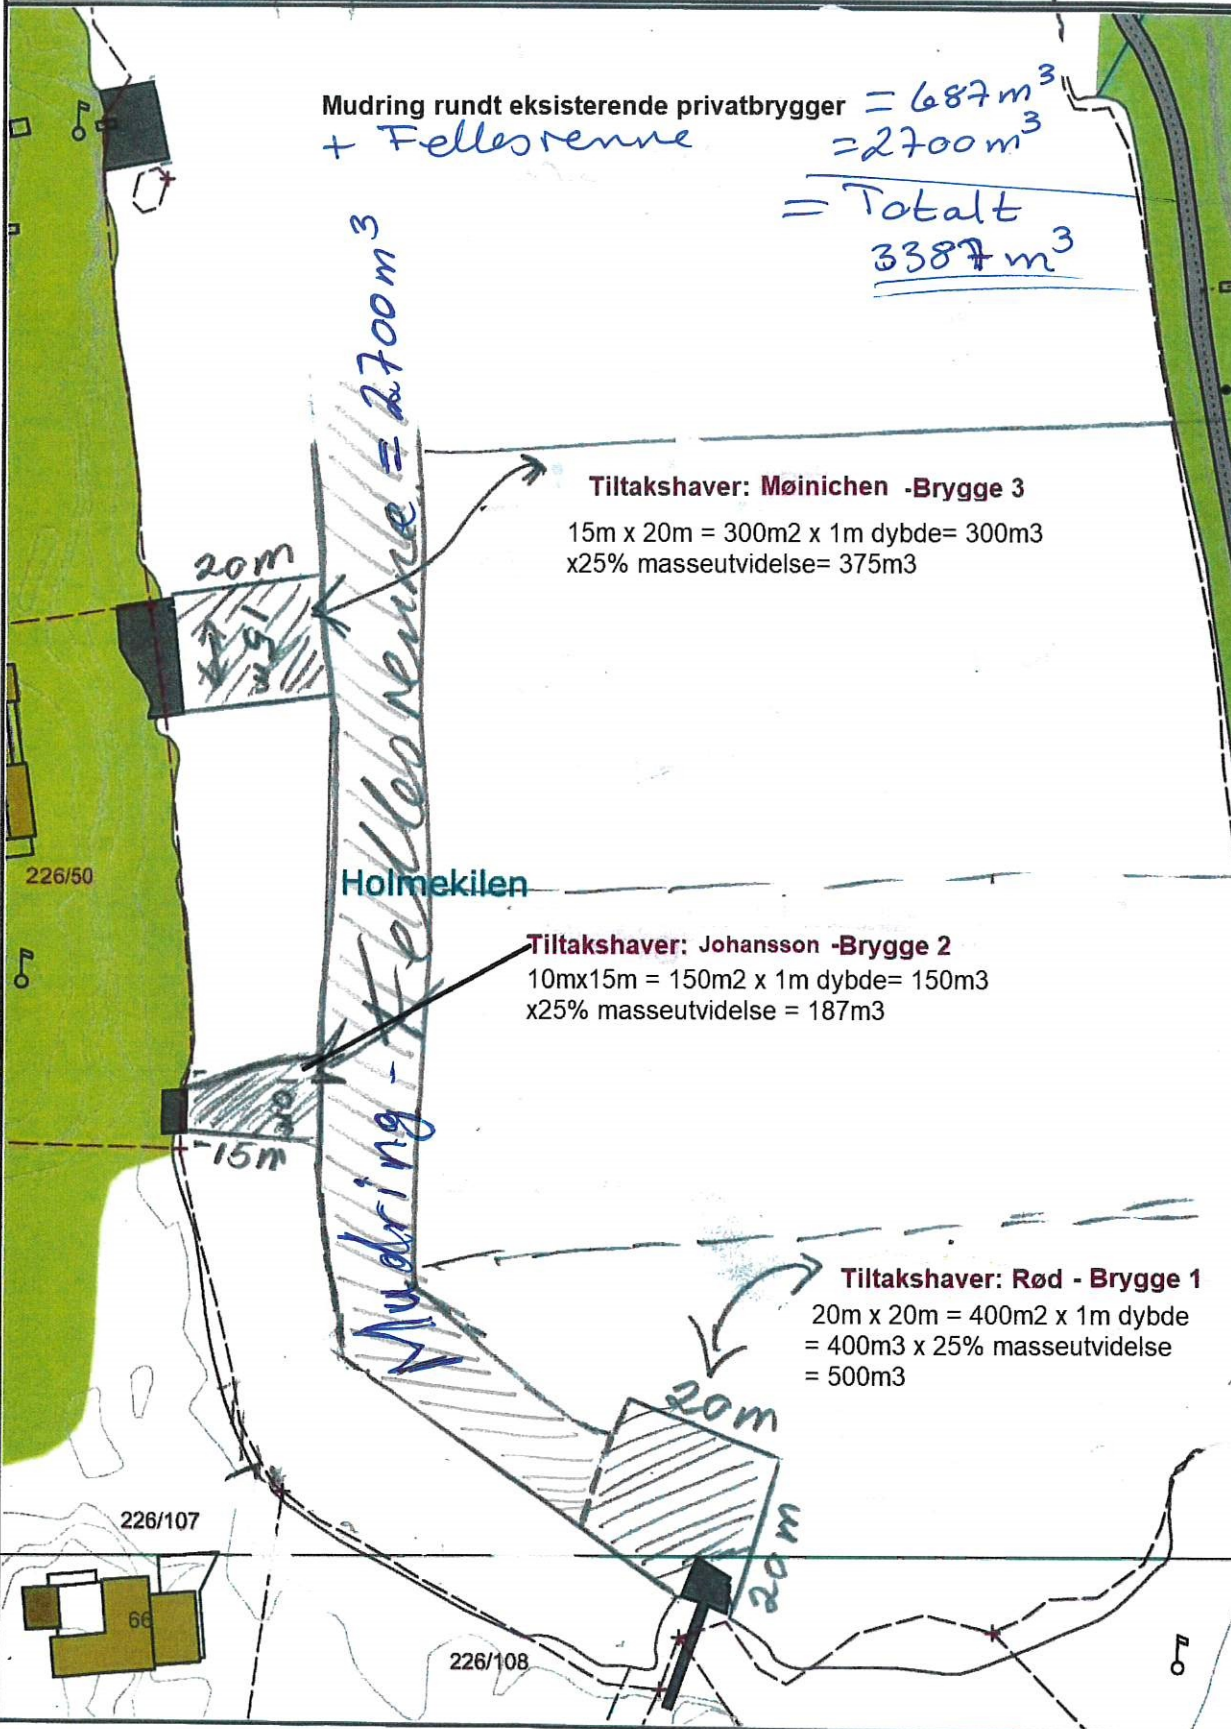 Mudring rundt eksisterende privatbrygger = 687m³
+ Fellesrenne = 2700m³
= Totalt
3387 m³
Mudring - Fellesrenne = 2700m³
Tiltakshaver: Møinichen -Brygge 3
15m x 20m = 300m2 x 1m dybde= 300m3
x25% masseutvidelse= 375m3
20m
15m
226/50
Holmekilen
Tiltakshaver: Johansson -Brygge 2
10mx15m = 150m2 x 1m dybde= 150m3
x25% masseutvidelse = 187m3
10m
15m
Tiltakshaver: Rød - Brygge 1
20m x 20m = 400m2 x 1m dybde
= 400m3 x 25% masseutvidelse
= 500m3
20m
20m
226/107
66
226/108